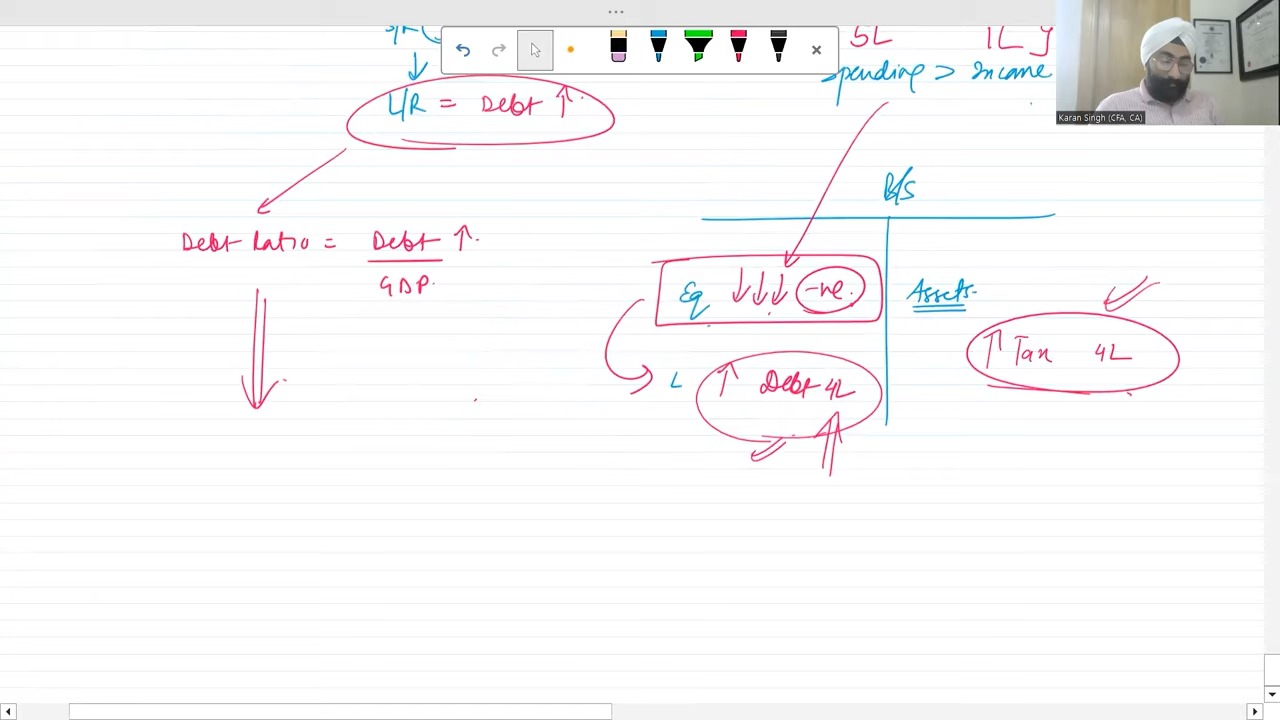 5L 1L
Spending > Income
L/R = Debt ↑
B/S
Debt Ratio = Debt ↑
GDP
Eq ↓↓↓ -ve
Assets
↑ Tax 4L
L ↑ Debt 4L
Karan Singh (CFA, CA)